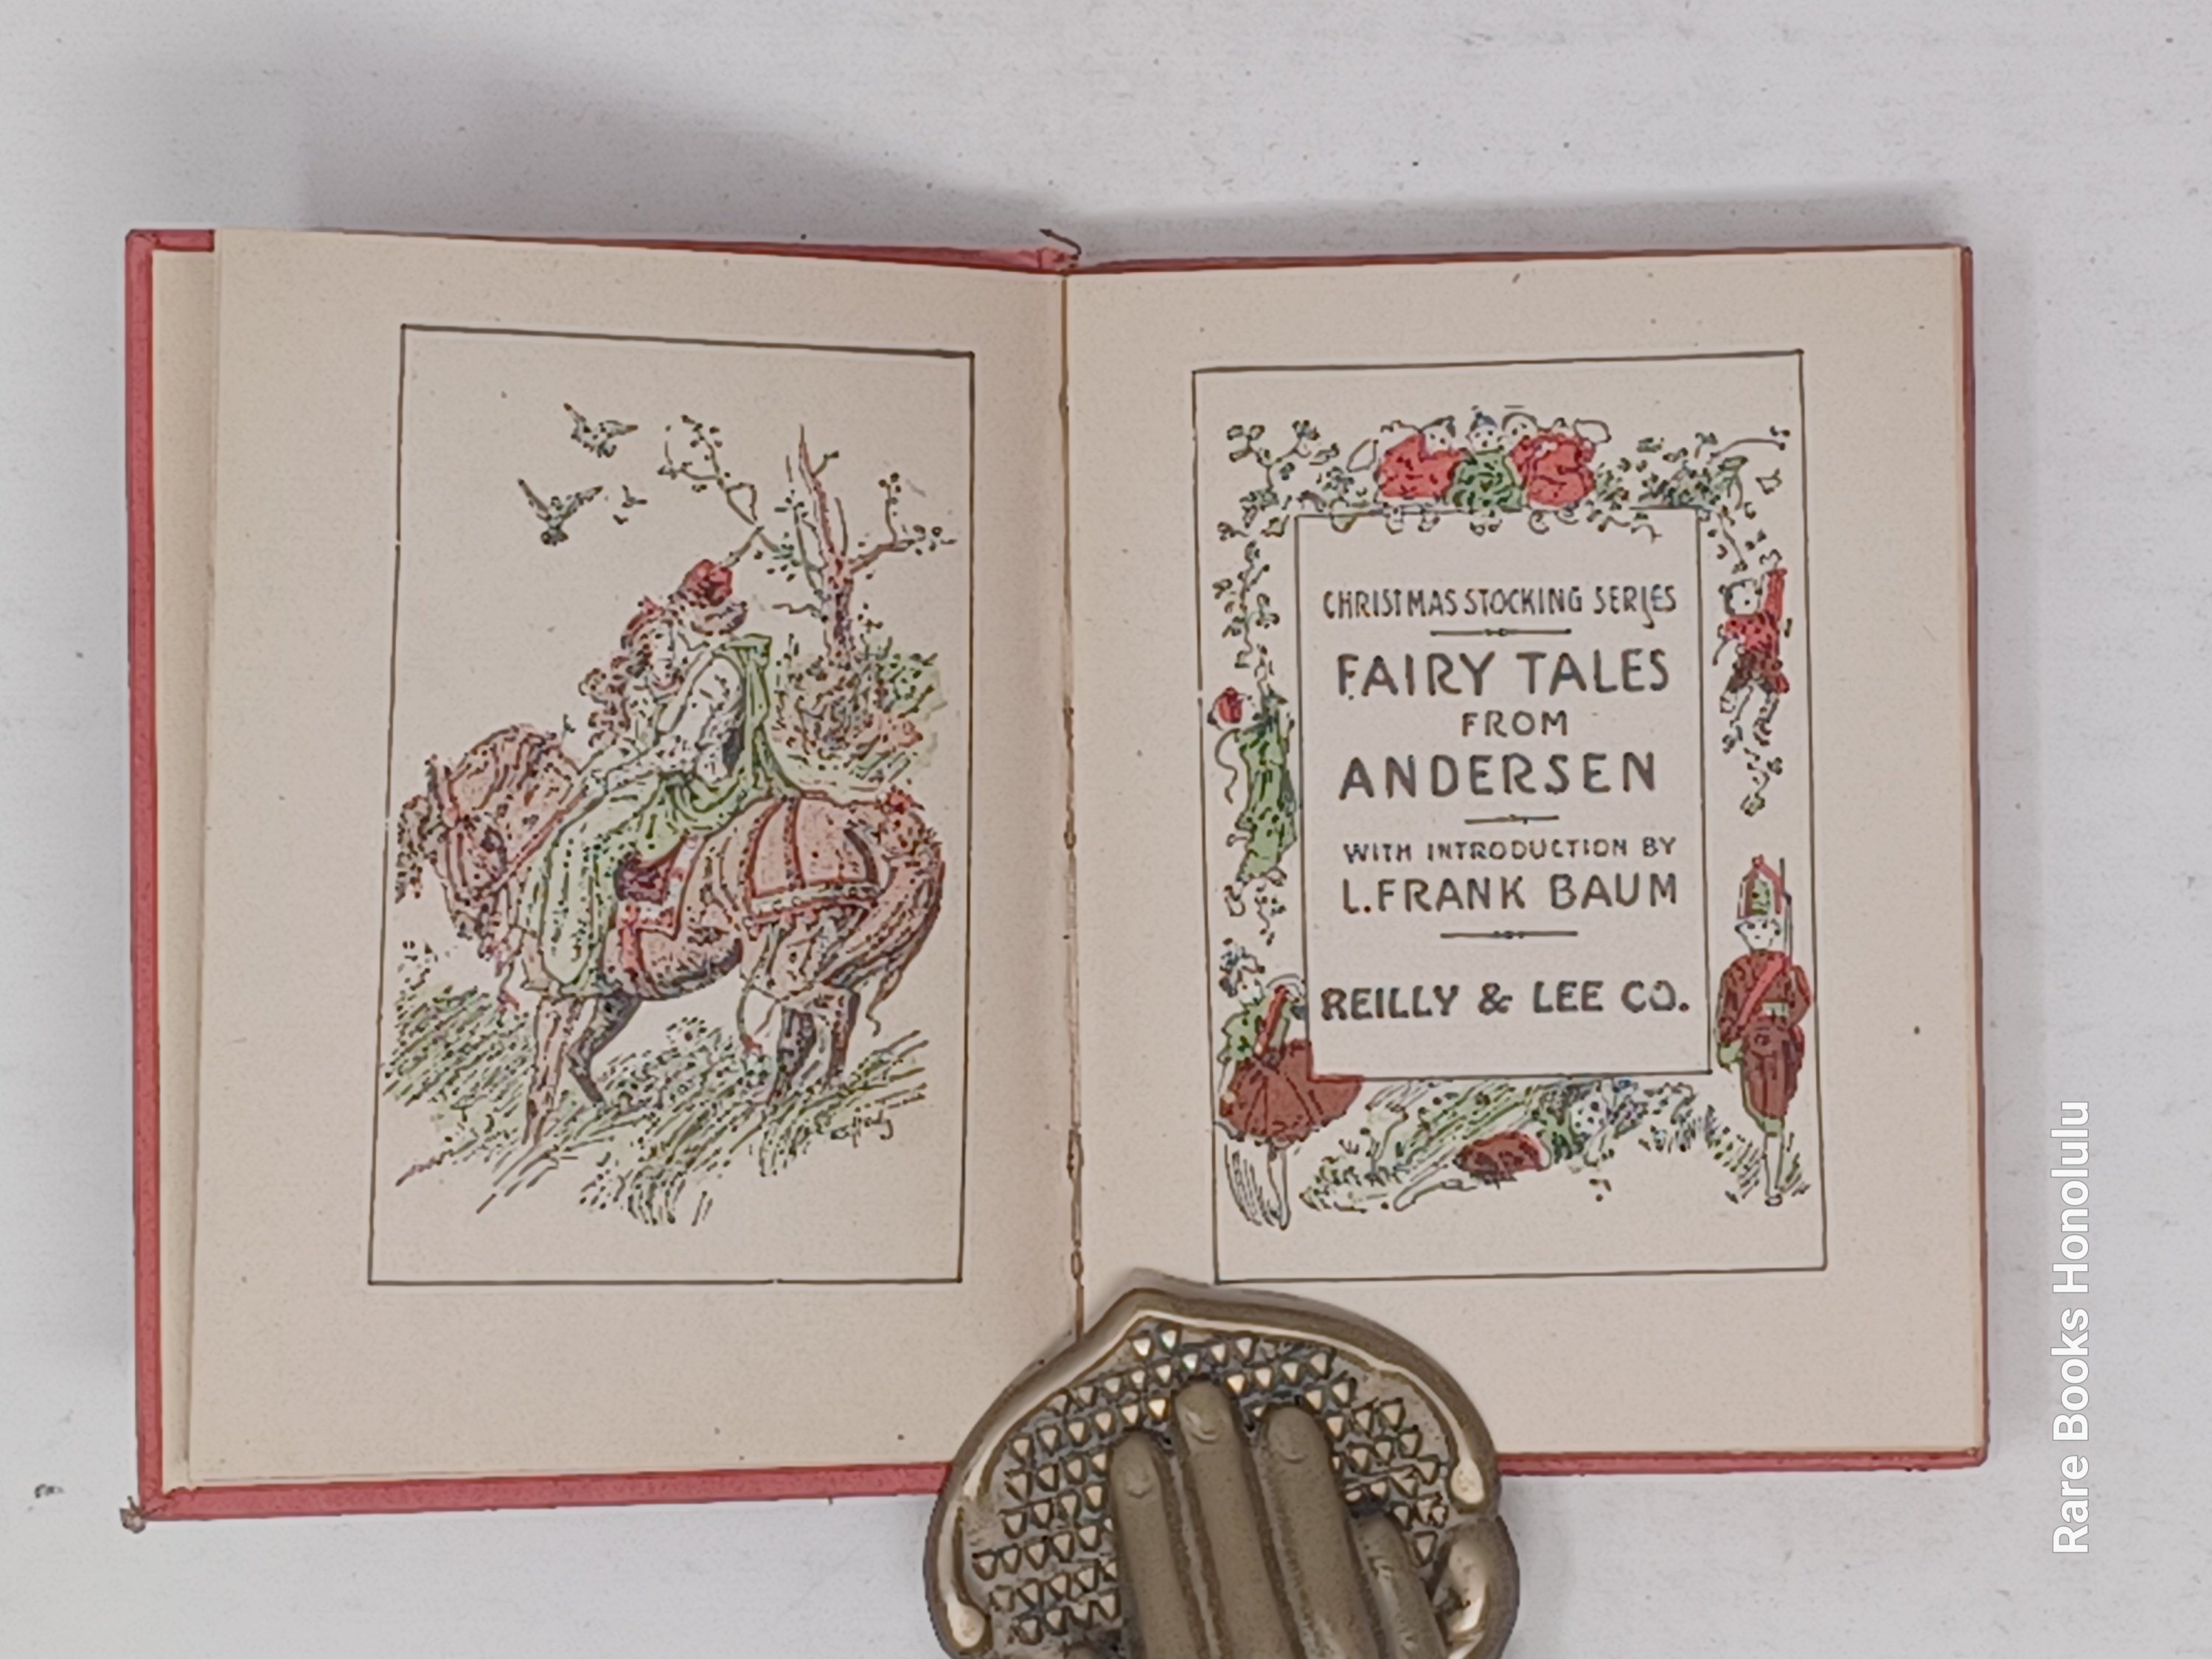 CHRISTMAS STOCKING SERIES
FAIRY TALES
FROM
ANDERSEN
WITH INTRODUCTION BY
L. FRANK BAUM
REILLY & LEE CO.
Rare Books Honolulu